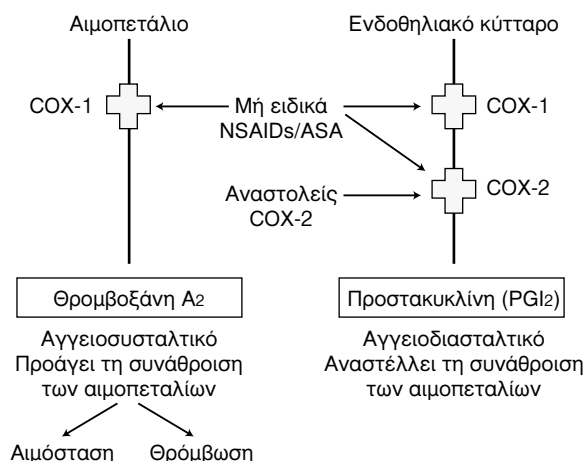 Αιμοπετάλιο
Ενδοθηλιακό κύτταρο
COX-1
Μή ειδικά
NSAIDs/ASA
COX-1
COX-2
Αναστολείς
COX-2
Θρομβοξάνη A2
Αγγειοσυσταλτικό
Προάγει τη συνάθροιση
των αιμοπεταλίων
Αιμόσταση
Θρόμβωση
Προστακυκλίνη (PGI2)
Αγγειοδιασταλτικό
Αναστέλλει τη συνάθροιση
των αιμοπεταλίων